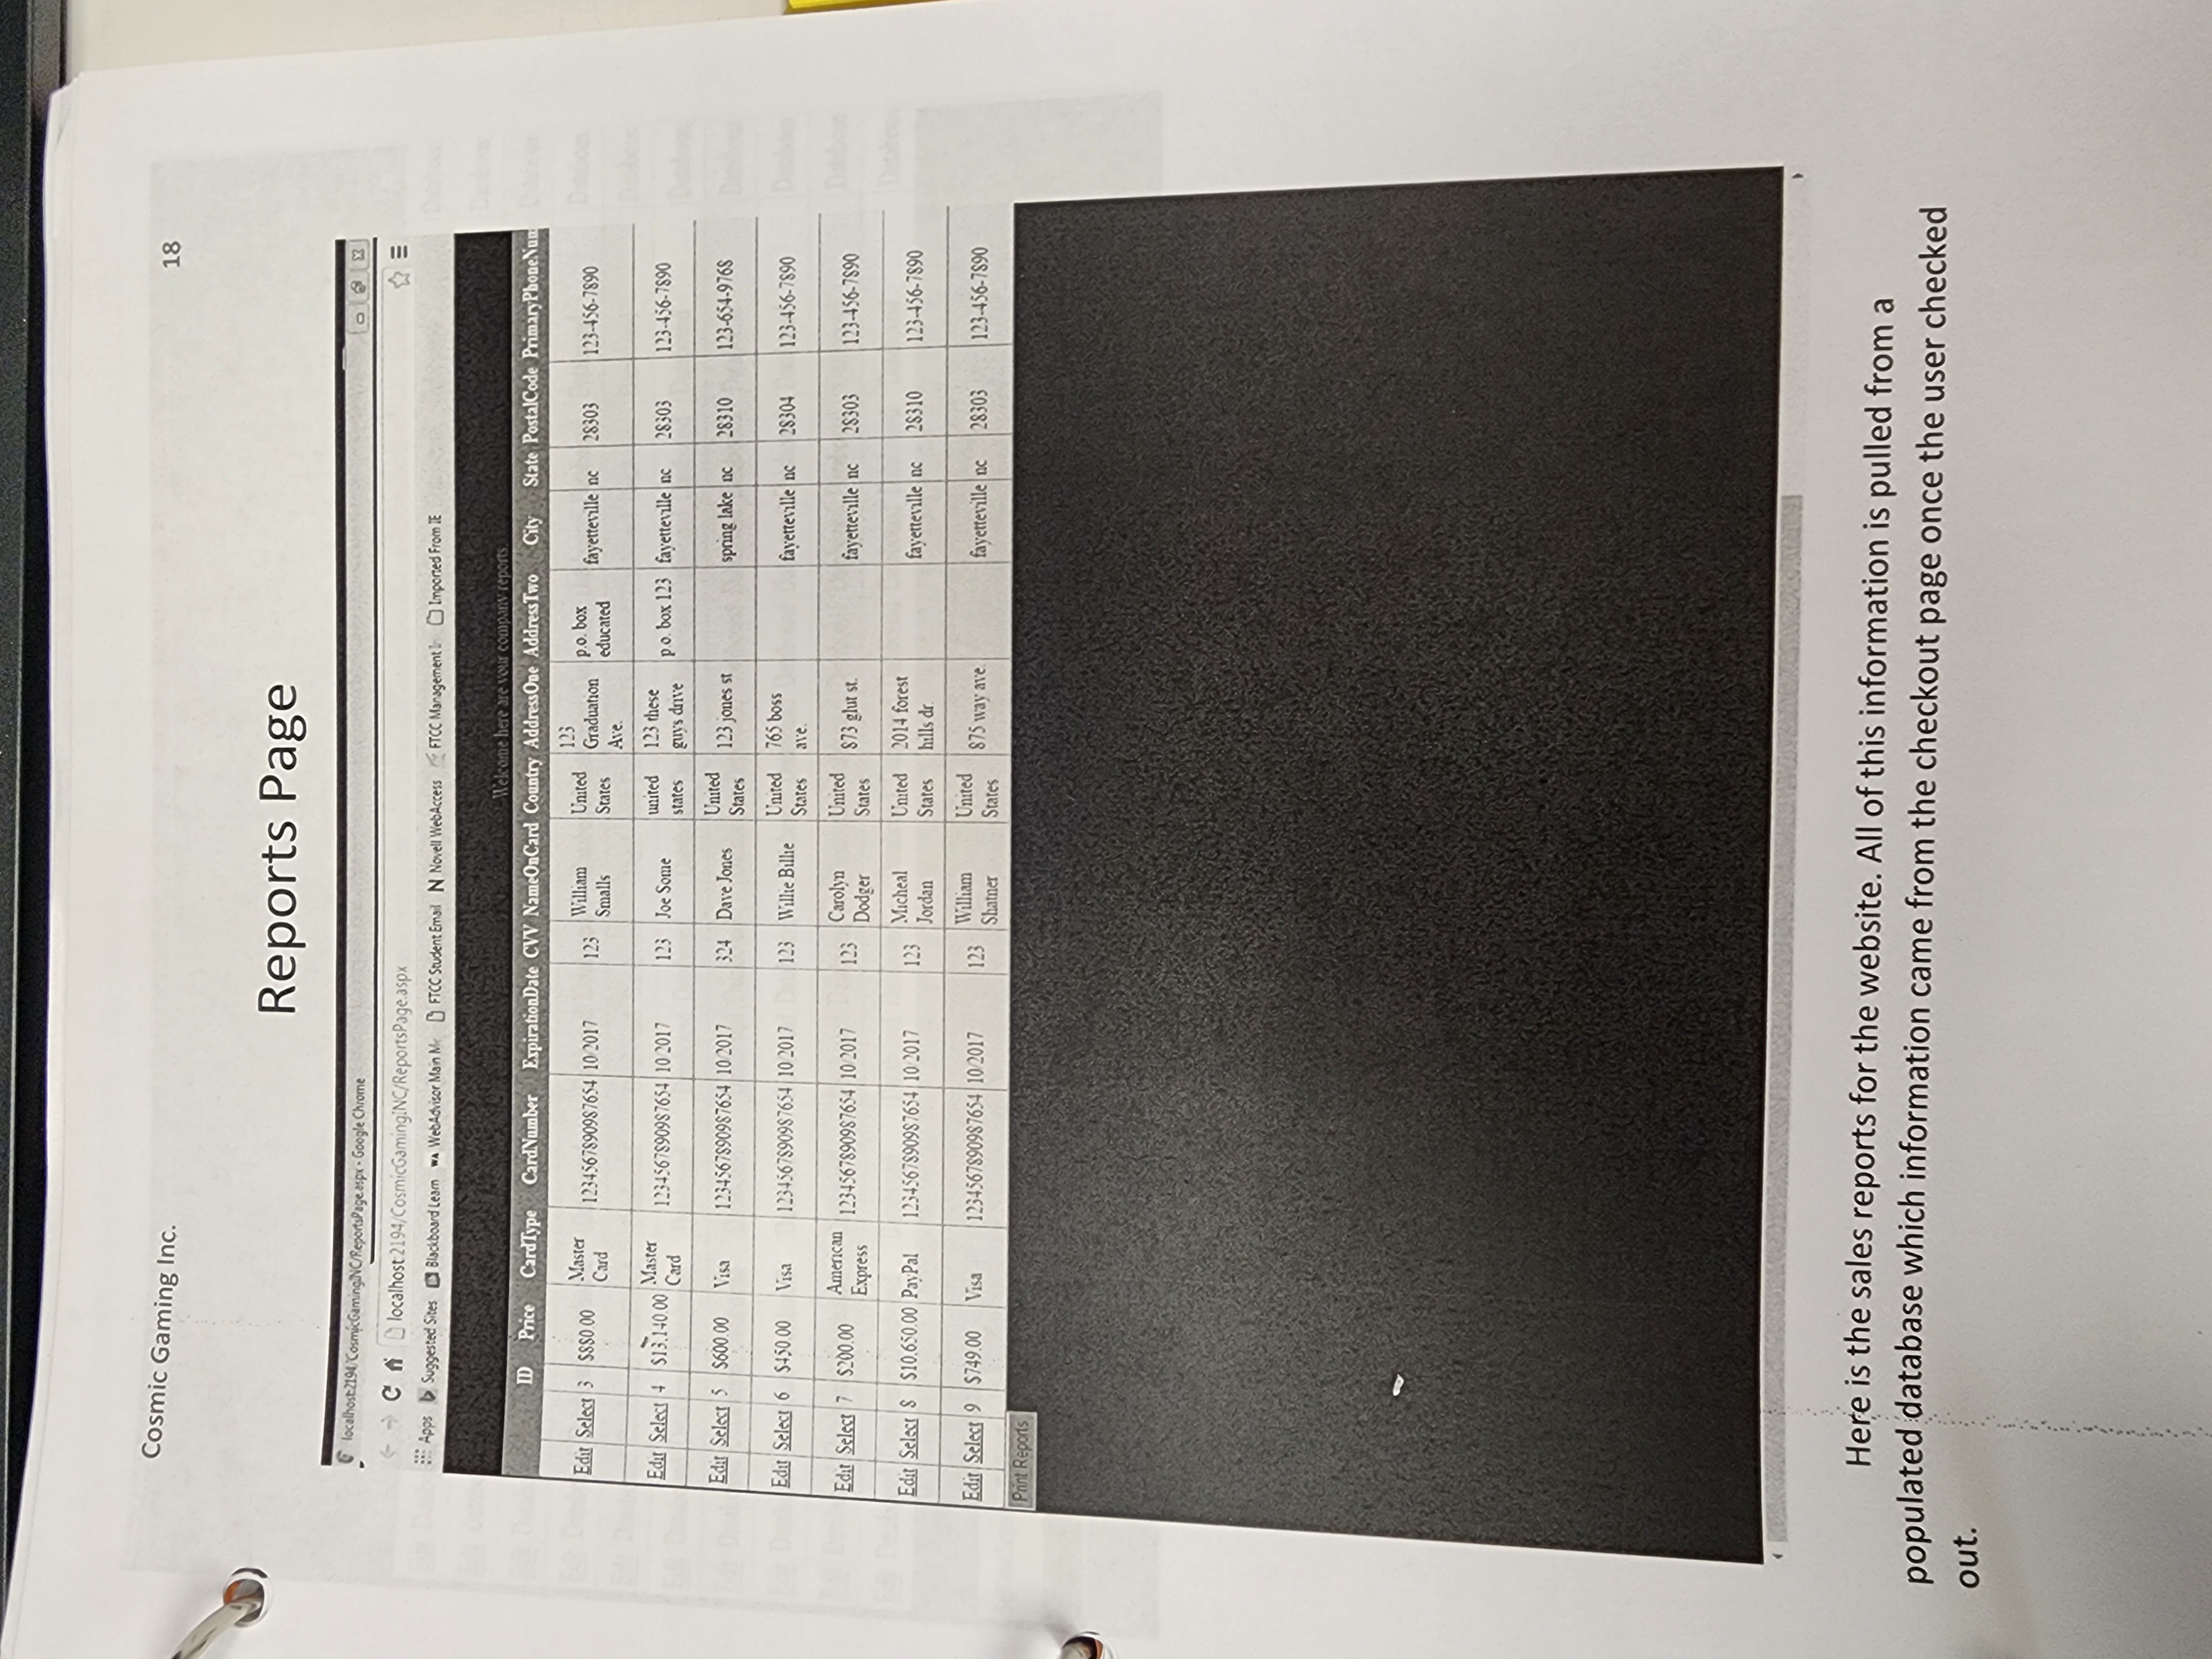 Cosmic Gaming Inc.
18
Reports Page
localhost:2194/CosmicGamingINC/ReportsPage.aspx - Google Chrome
localhost:2194/CosmicGamingINC/ReportsPage.aspx
Apps Suggested Sites Blackboard Learn WA WebAdvisor Main M FTCC Student Email N Novell WebAccess FTCC Management I Imported From IE
Welcome here are your company reports.
ID Price CardType CardNumber ExpirationDate CVV NameOnCard Country AddressOne AddressTwo City State PostalCode PrimaryPhoneNum
Edit Select 3 $880.00 Master Card 1234567890987654 10/2017 123 William Smalls United States 123 Graduation Ave. p.o. box educated fayetteville nc 28303 123-456-7890
Edit Select 4 $13,140.00 Master Card 1234567890987654 10/2017 123 Joe Some united states 123 these guys drive p.o. box 123 fayetteville nc 28303 123-456-7890
Edit Select 5 $600.00 Visa 1234567890987654 10/2017 324 Dave Jones United States 123 jones st spring lake nc 28310 123-654-9768
Edit Select 6 $450.00 Visa 1234567890987654 10/2017 123 Willie Billie United States 765 boss ave. fayetteville nc 28304 123-456-7890
Edit Select 7 $200.00 American Express 1234567890987654 10/2017 123 Carolyn Dodger United States 873 glut st. fayetteville nc 28303 123-456-7890
Edit Select 8 $10,650.00 PayPal 1234567890987654 10/2017 123 Micheal Jordan United States 2014 forest hills dr. fayetteville nc 28310 123-456-7890
Edit Select 9 $749.00 Visa 1234567890987654 10/2017 123 William Shatner United States 875 way ave. fayetteville nc 28303 123-456-7890
Print Reports
Here is the sales reports for the website. All of this information is pulled from a
populated database which information came from the checkout page once the user checked
out.